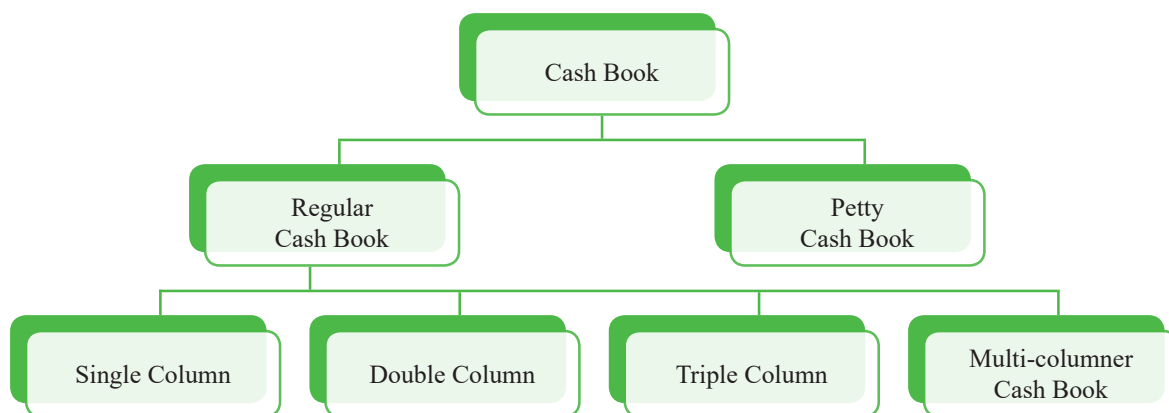 Cash Book
Regular
Cash Book
Petty
Cash Book
Single Column
Double Column
Triple Column
Multi-columner
Cash Book